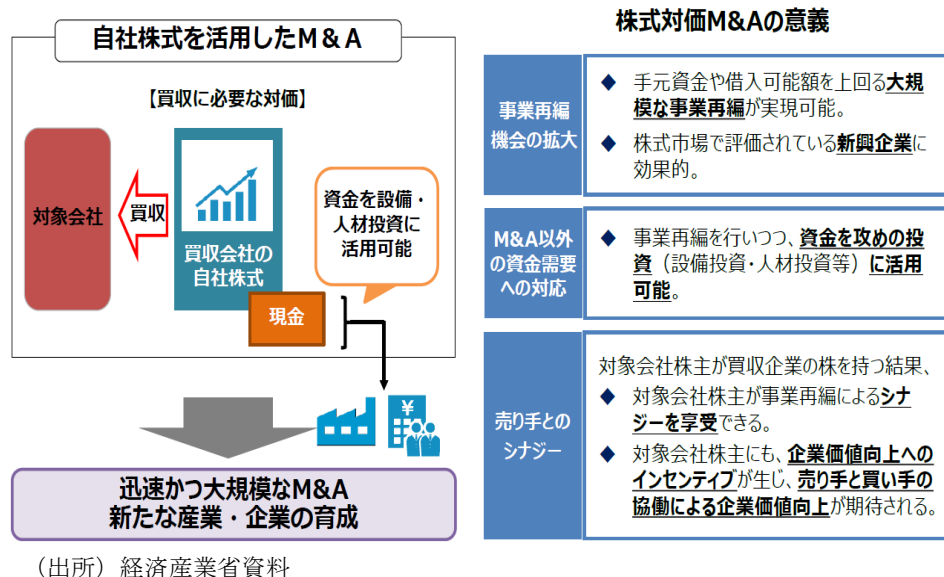 自社株式を活用したM&A
【買収に必要な対価】
対象会社
買収
買収会社の
自社株式
現金
資金を設備・
人材投資に
活用可能
¥
迅速かつ大規模なM&A
新たな産業・企業の育成
株式対価M&Aの意義
事業再編
機会の拡大
◆ 手元資金や借入可能額を上回る大規
模な事業再編が実現可能。
◆ 株式市場で評価されている新興企業に
効果的。
M&A以外
の資金需要
への対応
◆ 事業再編を行いつつ、資金を攻めの投
資（設備投資・人材投資等）に活用
可能。
売り手との
シナジー
対象会社株主が買収企業の株を持つ結果、
◆ 対象会社株主が事業再編によるシナ
ジーを享受できる。
◆ 対象会社株主にも、企業価値向上への
インセンティブが生じ、売り手と買い手の
協働による企業価値向上が期待される。
（出所）経済産業省資料